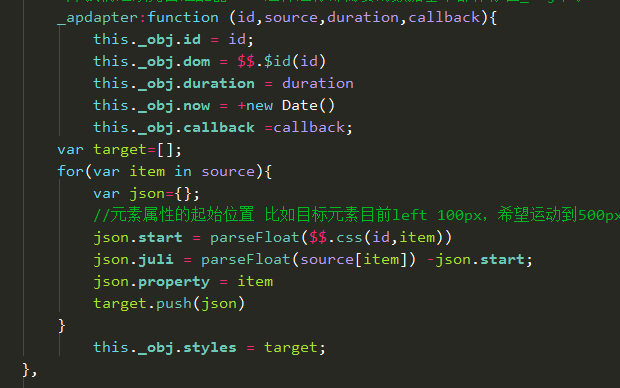 _apdapter:function (id,source,duration,callback){
this._obj.id = id;
this._obj.dom = $$.$id(id)
this._obj.duration = duration
this._obj.now = +new Date()
this._obj.callback =callback;
var target=[];
for(var item in source){
var json={};
//元素属性的起始位置 比如目标元素目前left 100px，希望运动到500px
json.start = parseFloat($$.css(id,item))
json.juli = parseFloat(source[item]) -json.start;
json.property = item
target.push(json)
}
this._obj.styles = target;
},